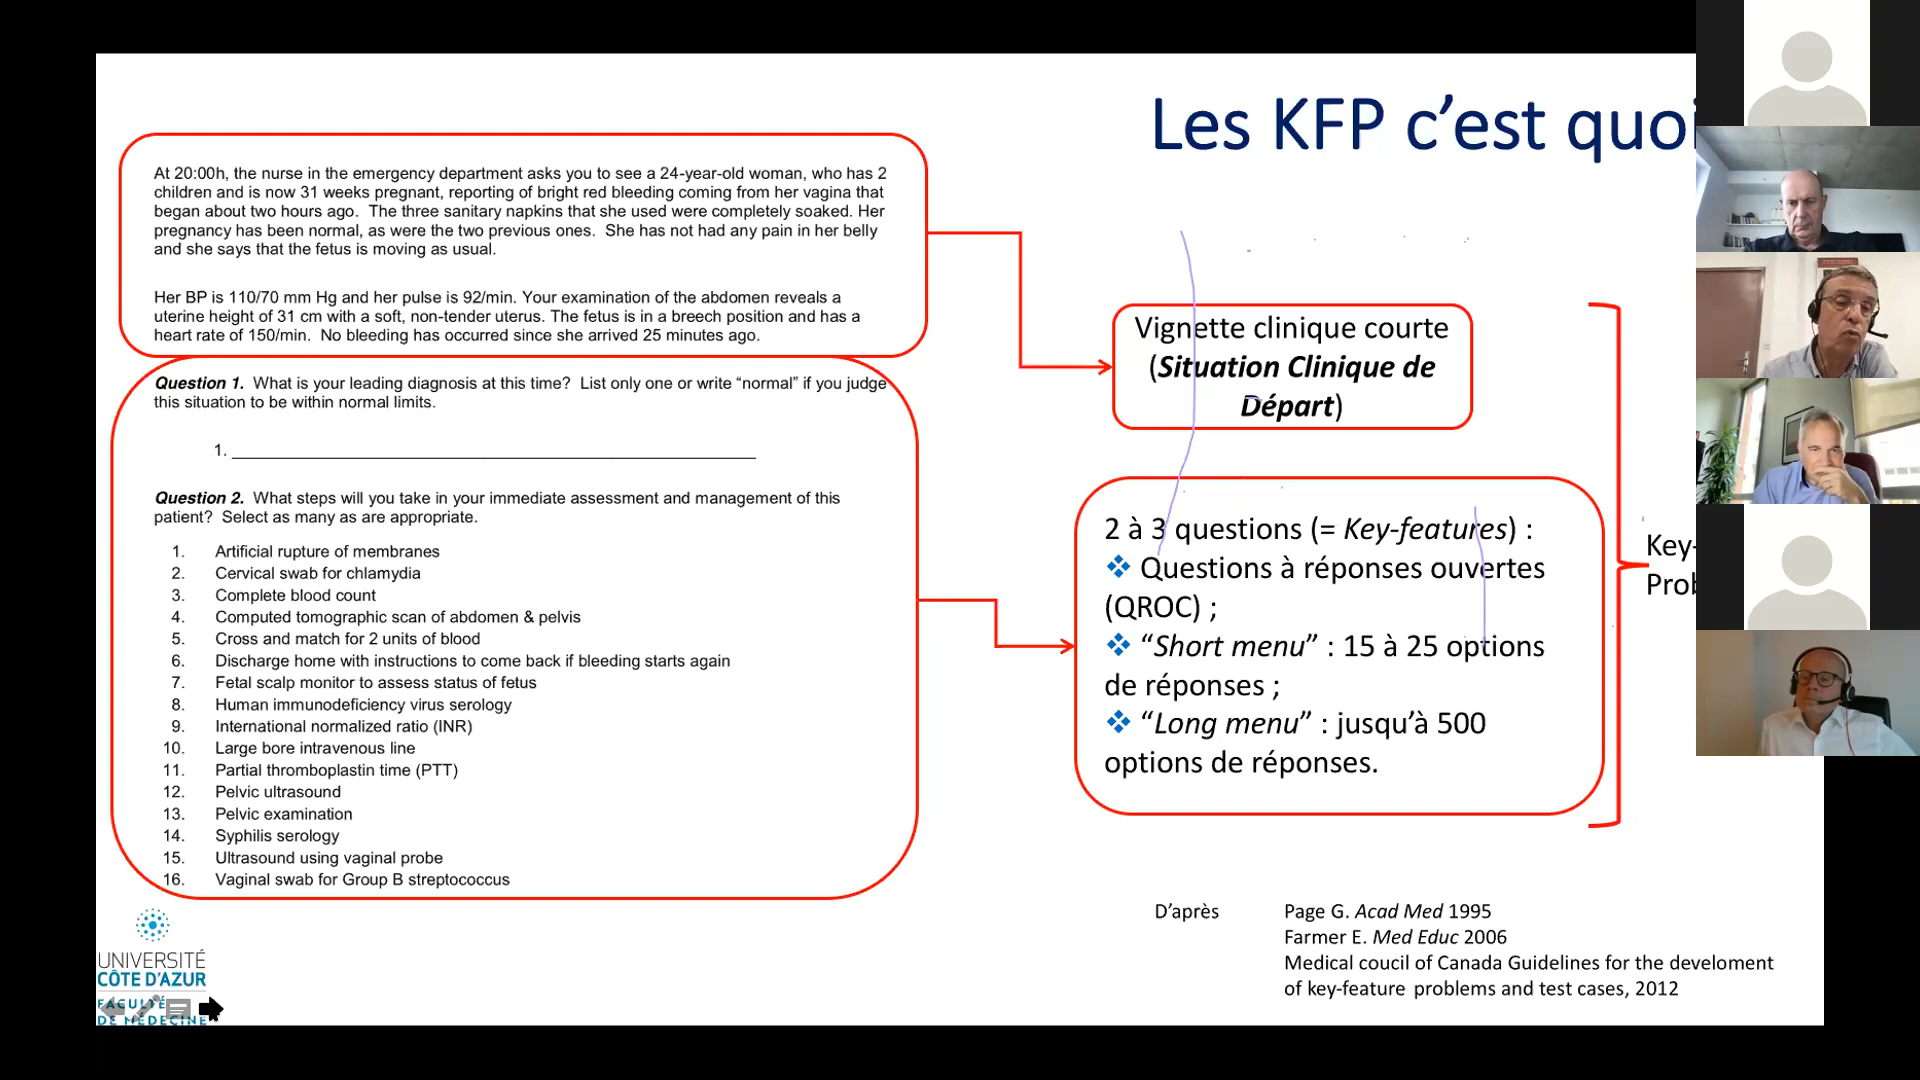 Les KFP c’est quoi
At 20:00h, the nurse in the emergency department asks you to see a 24-year-old woman, who has 2
children and is now 31 weeks pregnant, reporting of bright red bleeding coming from her vagina that
began about two hours ago. The three sanitary napkins that she used were completely soaked. Her
pregnancy has been normal, as were the two previous ones. She has not had any pain in her belly
and she says that the fetus is moving as usual.
Her BP is 110/70 mm Hg and her pulse is 92/min. Your examination of the abdomen reveals a
uterine height of 31 cm with a soft, non-tender uterus. The fetus is in a breech position and has a
heart rate of 150/min. No bleeding has occurred since she arrived 25 minutes ago.
Question 1. What is your leading diagnosis at this time? List only one or write “normal” if you judge
this situation to be within normal limits.
1.
Question 2. What steps will you take in your immediate assessment and management of this
patient? Select as many as are appropriate.
1. Artificial rupture of membranes
2. Cervical swab for chlamydia
3. Complete blood count
4. Computed tomographic scan of abdomen & pelvis
5. Cross and match for 2 units of blood
6. Discharge home with instructions to come back if bleeding starts again
7. Fetal scalp monitor to assess status of fetus
8. Human immunodeficiency virus serology
9. International normalized ratio (INR)
10. Large bore intravenous line
11. Partial thromboplastin time (PTT)
12. Pelvic ultrasound
13. Pelvic examination
14. Syphilis serology
15. Ultrasound using vaginal probe
16. Vaginal swab for Group B streptococcus
Vignette clinique courte
(Situation Clinique de
Départ)
2 à 3 questions (= Key-features) :
❖ Questions à réponses ouvertes
(QROC) ;
❖ “Short menu” : 15 à 25 options
de réponses ;
❖ “Long menu” : jusqu’à 500
options de réponses.
Key-
Prob
D’après Page G. Acad Med 1995
Farmer E. Med Educ 2006
Medical coucil of Canada Guidelines for the develoment
of key-feature problems and test cases, 2012
UNIVERSITÉ
CÔTE D’AZUR
FACULTÉ
DE MÉDECINE